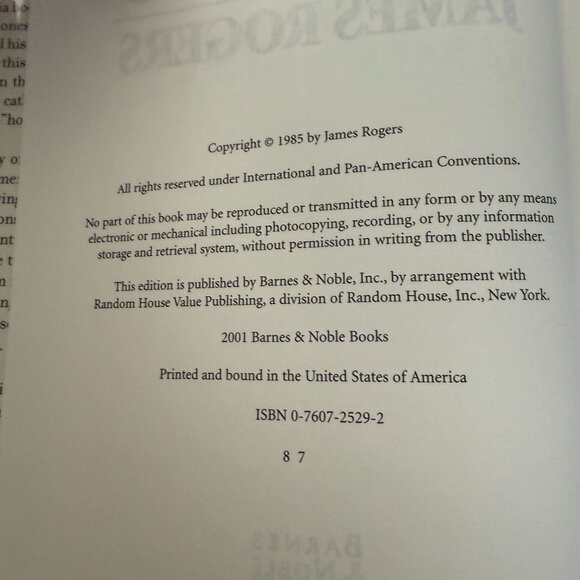 JAMES ROGERS
Copyright © 1985 by James Rogers
All rights reserved under International and Pan-American Conventions.
No part of this book may be reproduced or transmitted in any form or by any means
electronic or mechanical including photocopying, recording, or by any information
storage and retrieval system, without permission in writing from the publisher.
This edition is published by Barnes & Noble, Inc., by arrangement with
Random House Value Publishing, a division of Random House, Inc., New York.
2001 Barnes & Noble Books
Printed and bound in the United States of America
ISBN 0-7607-2529-2
8 7
BARNES
& NOBLE